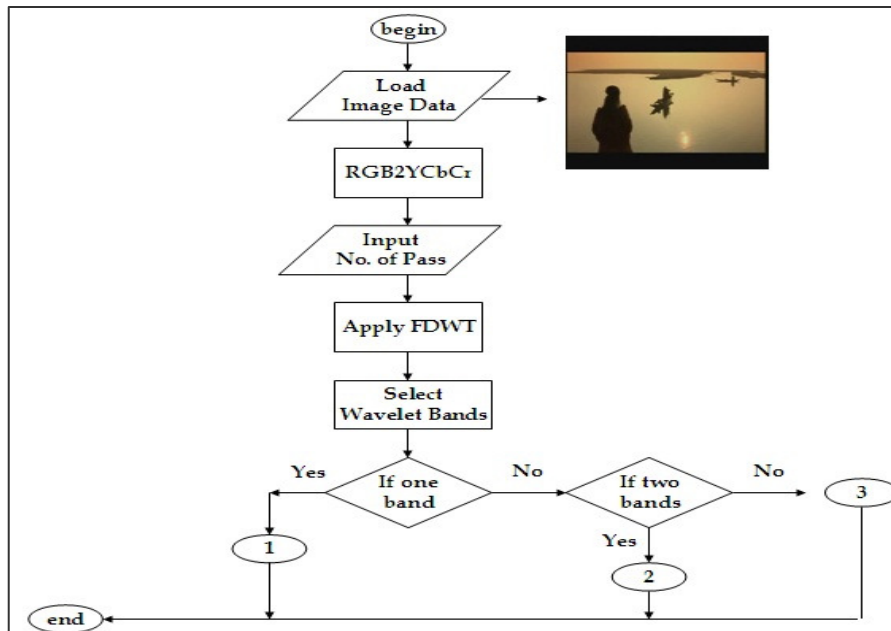 begin
Load
Image Data
RGB2YCbCr
Input
No. of Pass
Apply FDWT
Select
Wavelet Bands
Yes
If one
band
No
If two
bands
No
3
1
Yes
2
end